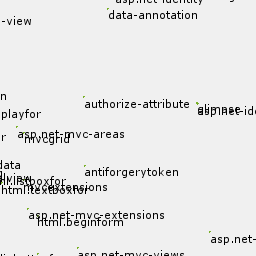 asp.net-identity
-view
data-annotation
n
authorize-attribute
glimpse
asp.net-ide
playfor
r
asp.net-mvc-areas
mvcgrid
data
antiforgerytoken
html.listboxfor
mvcextensions
html.textboxfor
asp.net-mvc-extensions
html.beginform
asp.net-
asp.net-mvc-views